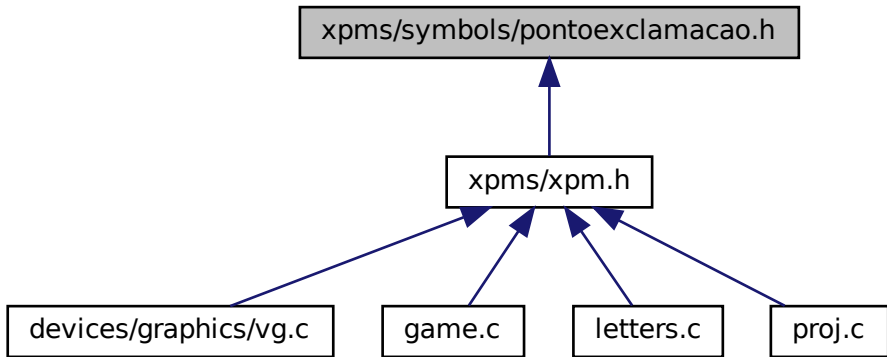 xpms/symbols/pontoexclamacao.h
xpms/xpm.h
devices/graphics/vg.c
game.c
letters.c
proj.c